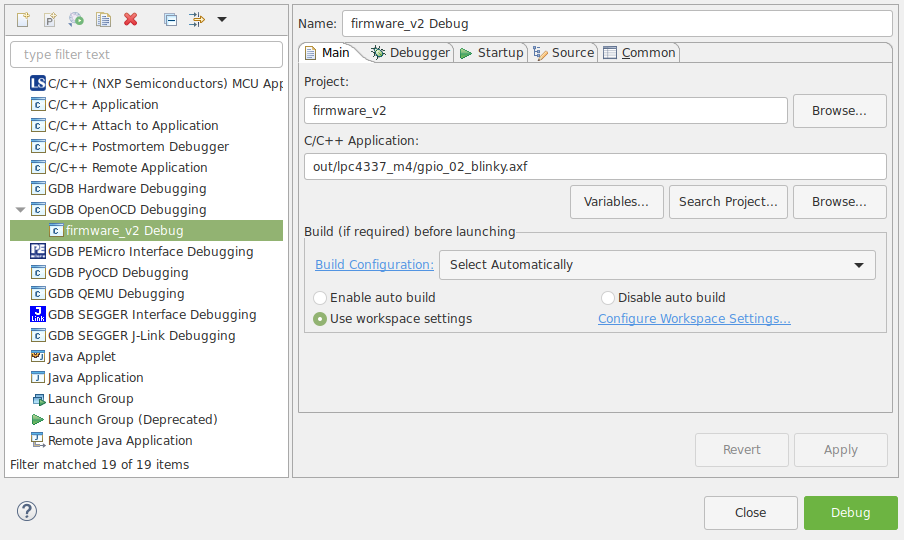 type filter text
C/C++ (NXP Semiconductors) MCU App
C/C++ Application
C/C++ Attach to Application
C/C++ Postmortem Debugger
C/C++ Remote Application
GDB Hardware Debugging
GDB OpenOCD Debugging
firmware_v2 Debug
GDB PEMicro Interface Debugging
GDB PyOCD Debugging
GDB QEMU Debugging
GDB SEGGER Interface Debugging
GDB SEGGER J-Link Debugging
Java Applet
Java Application
Launch Group
Launch Group (Deprecated)
Remote Java Application
Filter matched 19 of 19 items
Name: firmware_v2 Debug
Main Debugger Startup Source Common
Project:
firmware_v2 Browse...
C/C++ Application:
out/lpc4337_m4/gpio_02_blinky.axf
Variables... Search Project... Browse...
Build (if required) before launching
Build Configuration: Select Automatically
Enable auto build Disable auto build
Use workspace settings Configure Workspace Settings...
Revert Apply
Close Debug